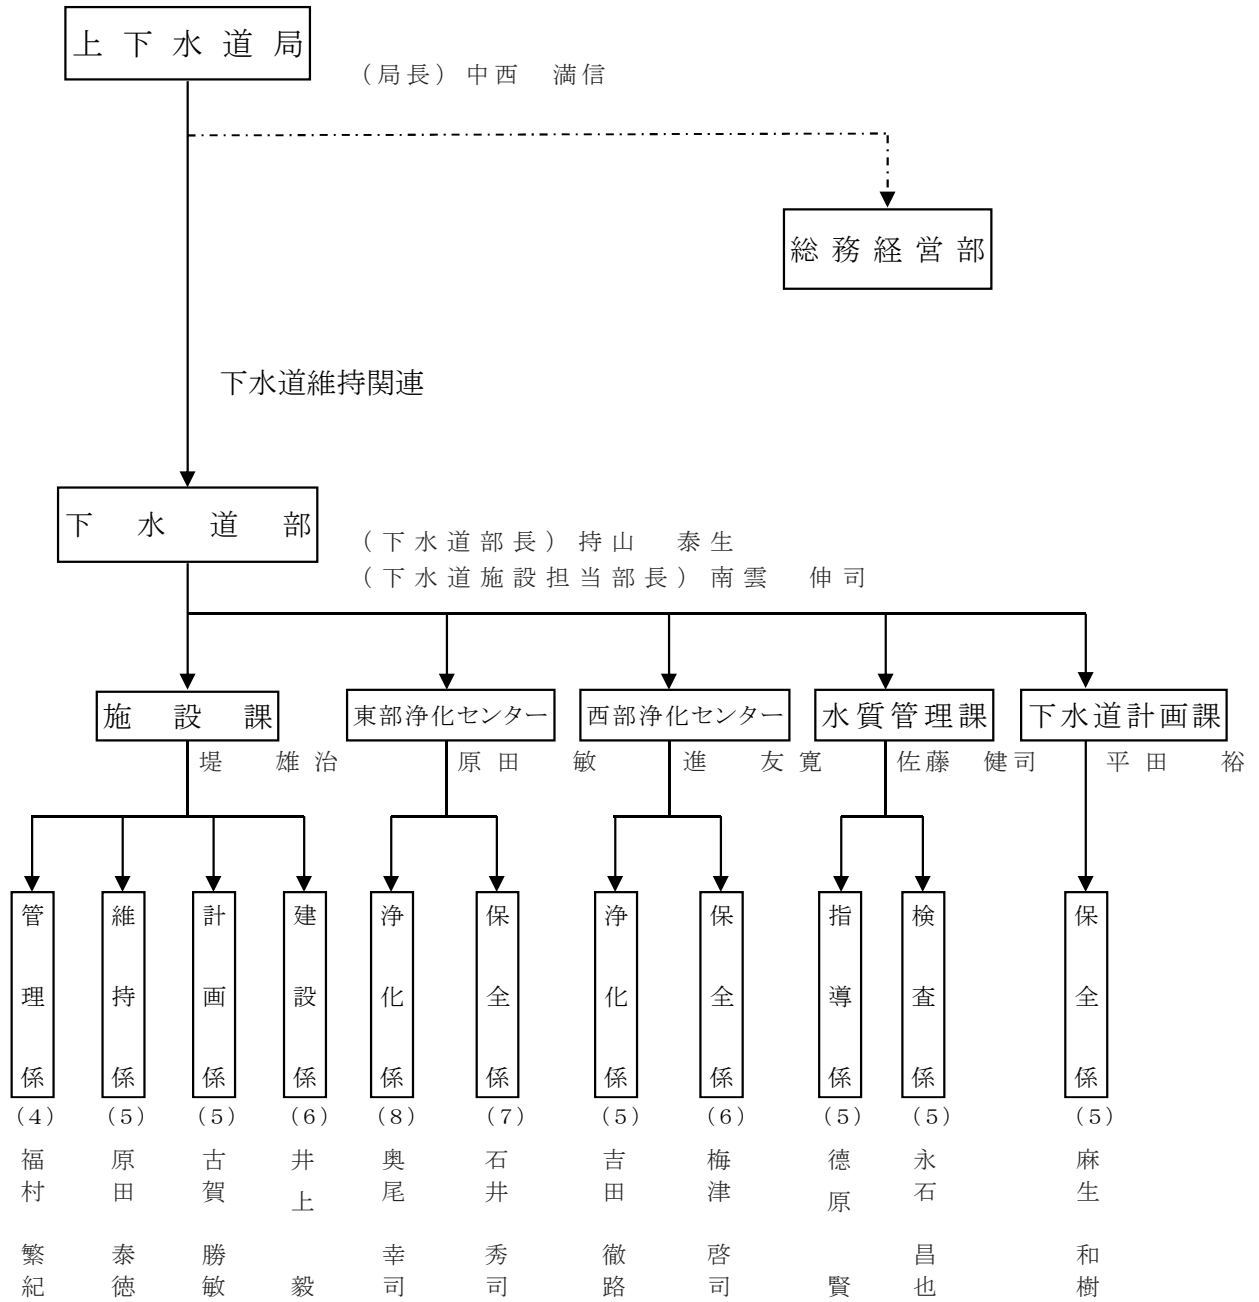 上下水道局
（局長）中西　満信
総務経営部
下水道維持関連
下水道部
（下水道部長）持山　泰生
（下水道施設担当部長）南雲　伸司
施設課
東部浄化センター
西部浄化センター
水質管理課
下水道計画課
堤　雄治
原田　敏
進　友寛
佐藤　健司
平田　裕
管理係
維持係
計画係
建設係
浄化係
保全係
浄化係
保全係
指導係
検査係
保全係
（4）
（5）
（5）
（6）
（8）
（7）
（5）
（6）
（5）
（5）
（5）
福村　繁紀
原田　泰徳
古賀　勝敏
井上　毅
奥尾　幸司
石井　秀司
吉田　徹路
梅津　啓司
德原　賢
永石　昌也
麻生　和樹